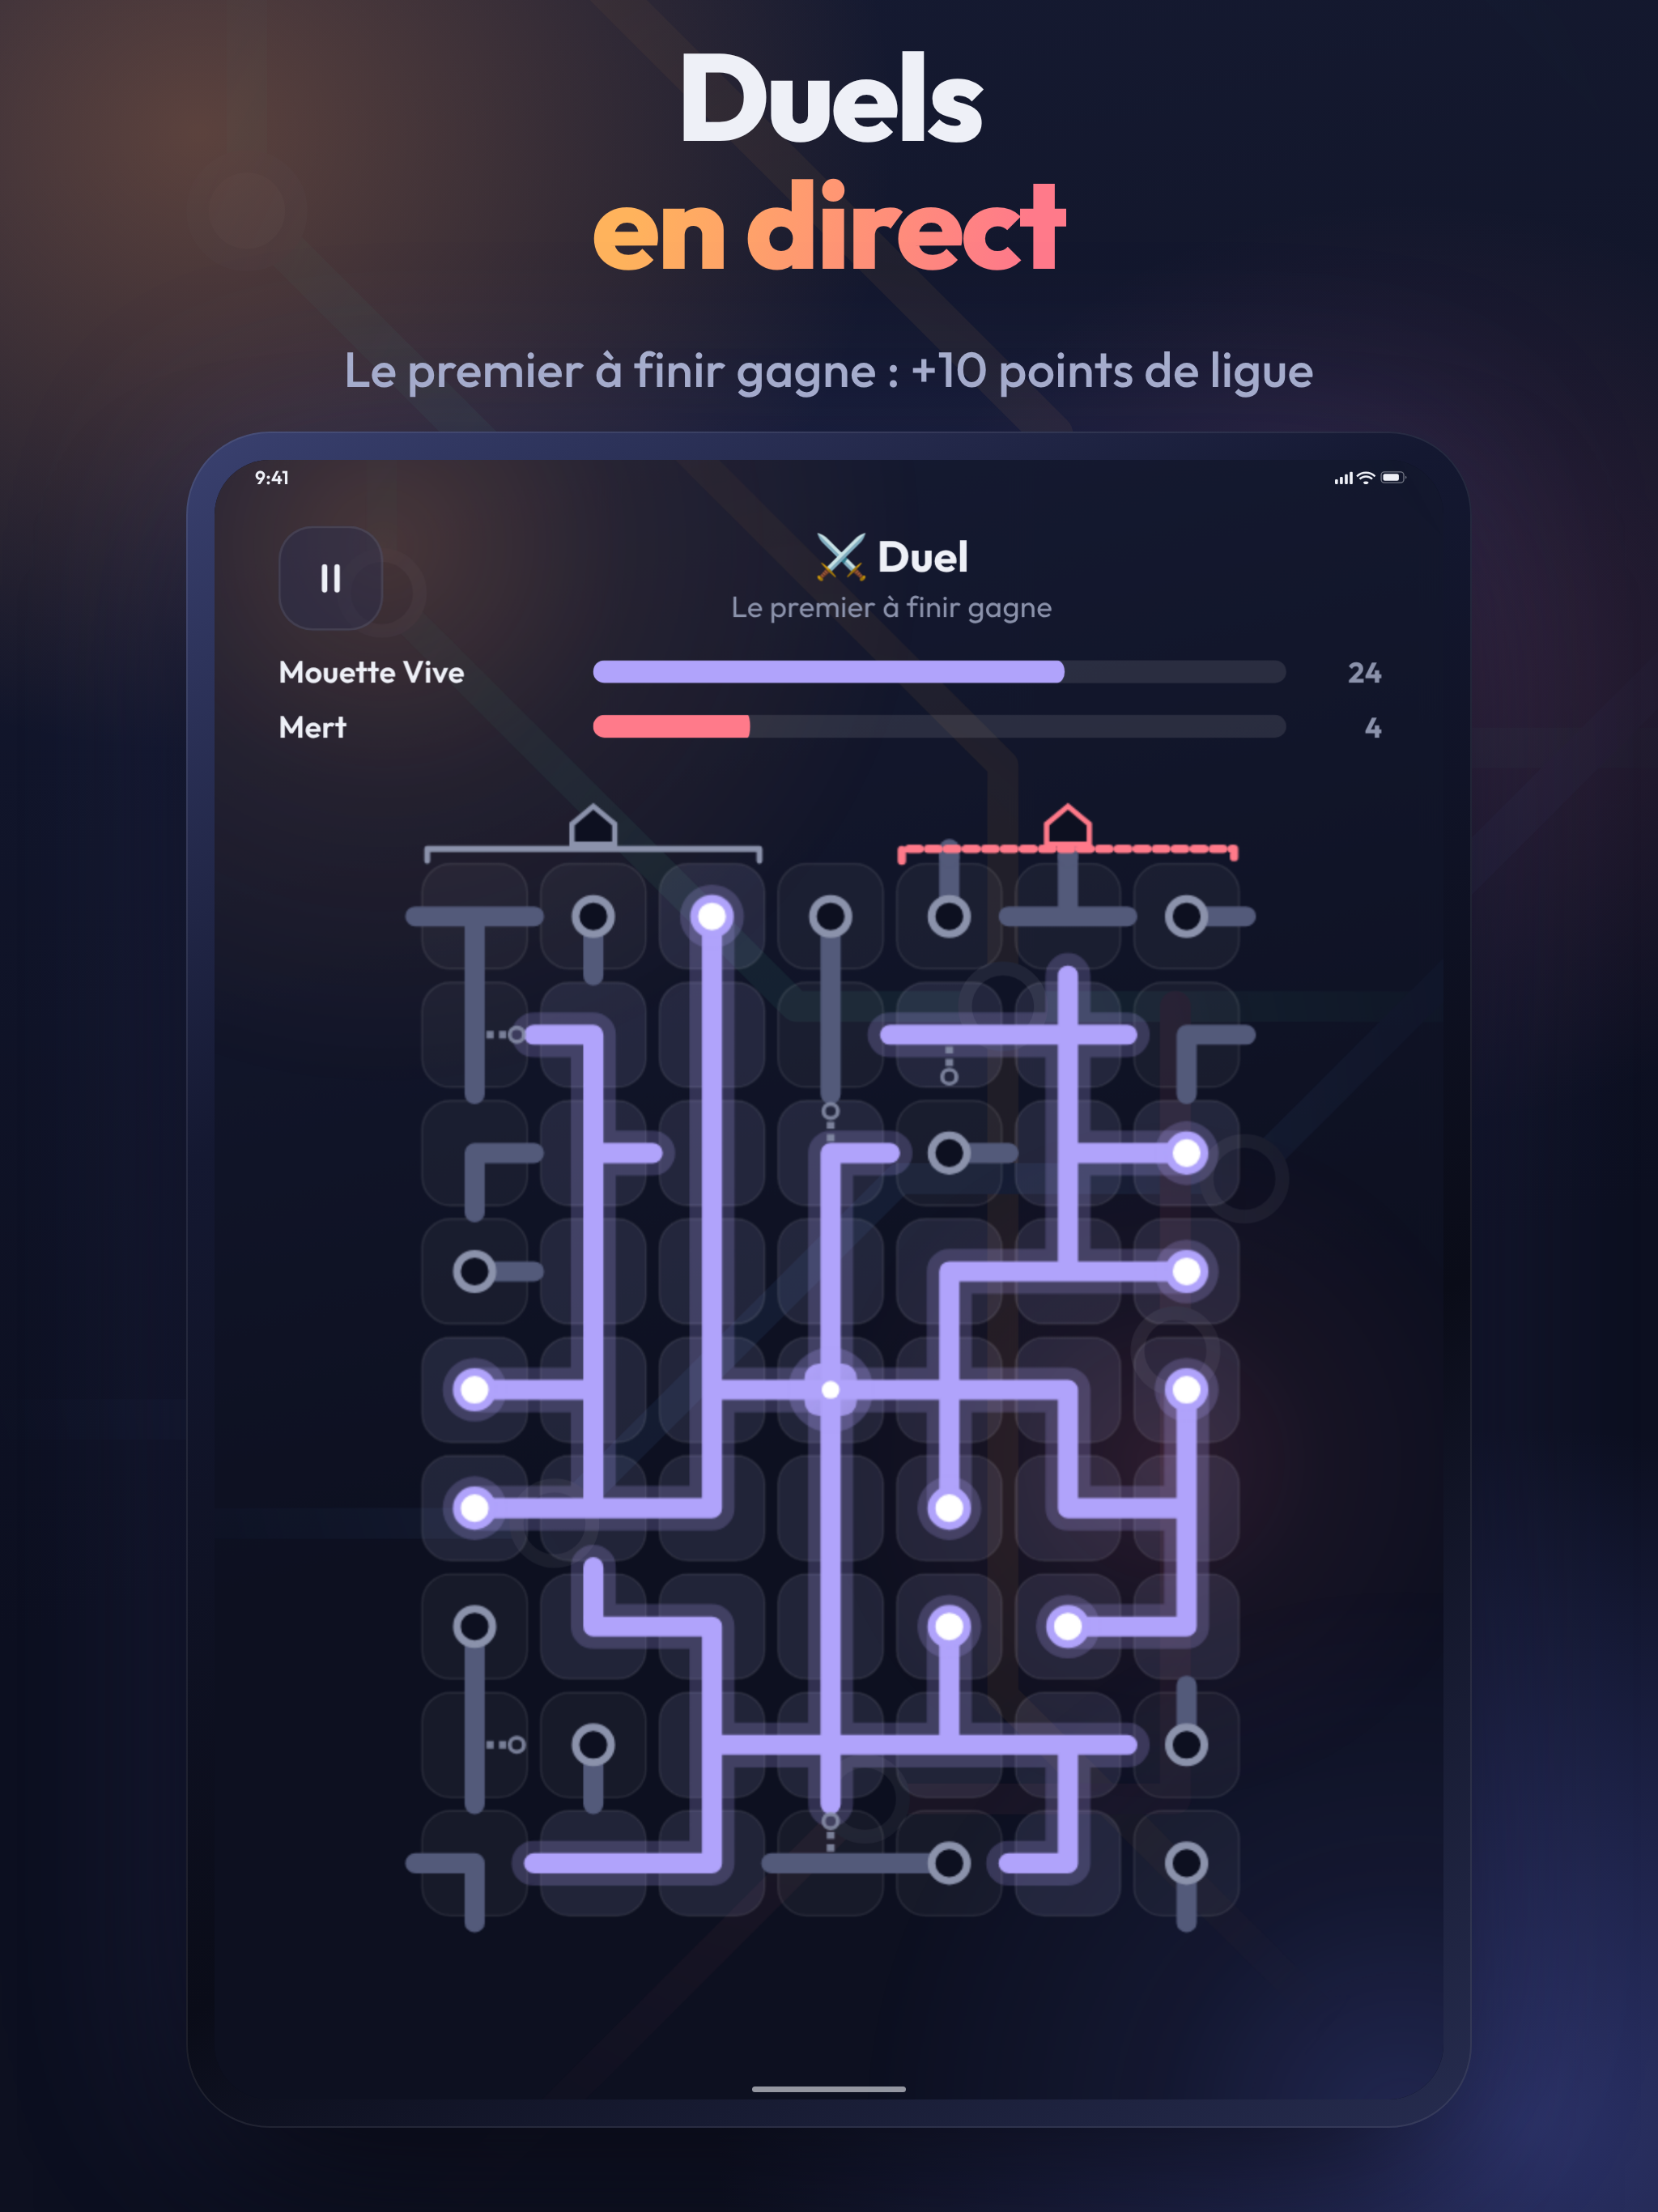 Duels
en direct
Le premier à finir gagne : +10 points de ligue
9:41
⚔️ Duel
Le premier à finir gagne
Mouette Vive 24
Mert 4